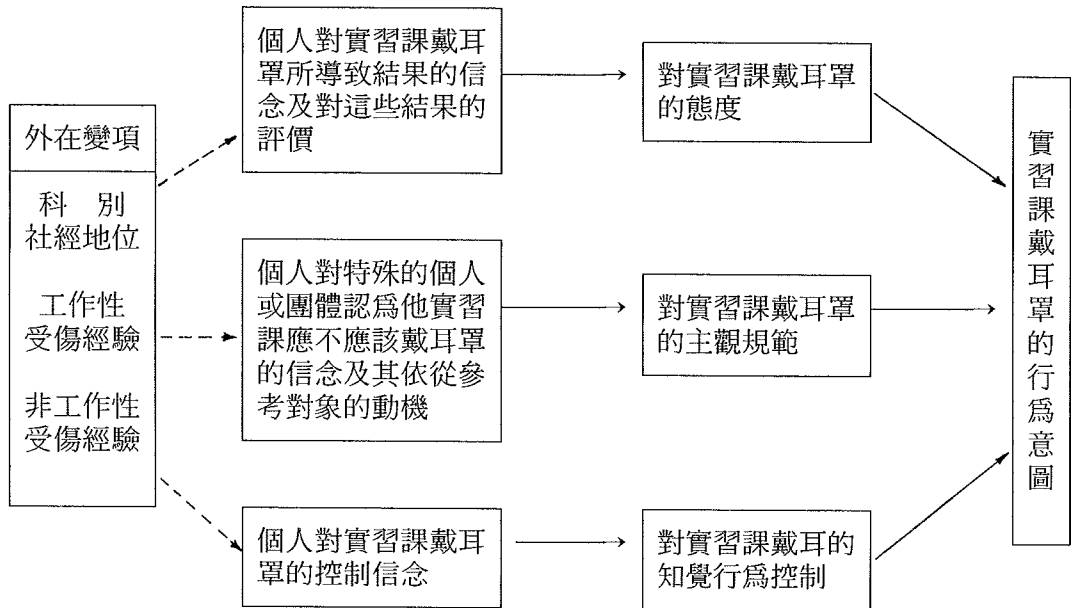 外在變項
科　別
社經地位
工作性
受傷經驗
非工作性
受傷經驗
個人對實習課戴耳
罩所導致結果的信
念及對這些結果的
評價
個人對特殊的個人
或團體認爲他實習
課應不應該戴耳罩
的信念及其依從參
考對象的動機
個人對實習課戴耳
罩的控制信念
對實習課戴耳罩
的態度
對實習課戴耳罩
的主觀規範
對實習課戴耳的
知覺行爲控制
實習課戴耳罩的行爲意圖